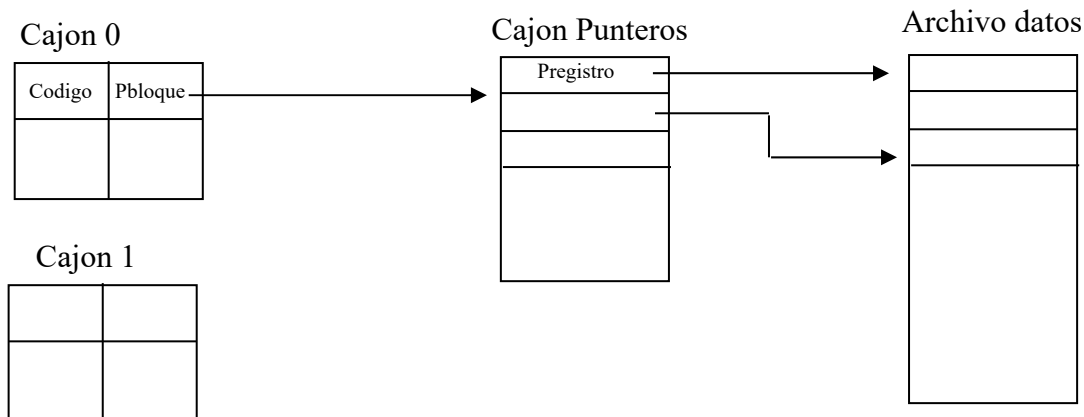 Cajon 0
Cajon Punteros
Archivo datos
Codigo
Pbloque
Pregistro
Cajon 1